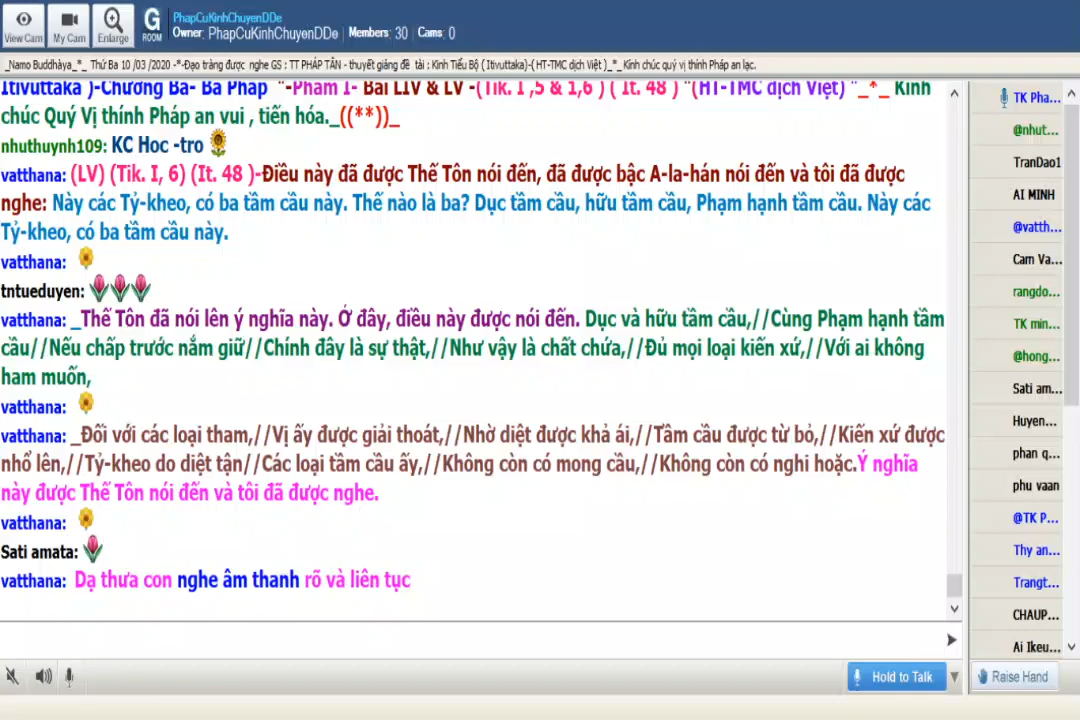 PhapCuKinhChuyenDDe
Owner: PhapCuKinhChuyenDDe Members: 30 Cams: 0
View Cam My Cam Enlarge G ROOM
_Namo Buddhàya_*_ Thứ Ba 10 /03 /2020 -*-Đạo tràng được nghe GS : TT PHÁP TÂN - thuyết giảng đề tài : Kinh Tiểu Bộ ( Itivuttaka)-( HT-TMC dịch Việt )_*_Kính chúc quý vị thính Pháp an lạc.
Itivuttaka )-Chương Ba- Ba Pháp "-Phẩm I- Bài LIV & LV -(Tik. I ,5 & 1,6 ) ( It. 48 ) "(HT-TMC dịch Việt) "_*_ Kính
chúc Quý Vị thính Pháp an vui , tiến hóa._((**))_
nhuthuynh109: KC Hoc -tro
vatthana: (LV) (Tik. I, 6) (It. 48 )-Điều này đã được Thế Tôn nói đến, đã được bậc A-la-hán nói đến và tôi đã được
nghe: Này các Tỷ-kheo, có ba tầm cầu này. Thế nào là ba? Dục tầm cầu, hữu tầm cầu, Phạm hạnh tầm cầu. Này các
Tỷ-kheo, có ba tầm cầu này.
vatthana:
tntueduyen:
vatthana: _Thế Tôn đã nói lên ý nghĩa này. Ở đây, điều này được nói đến. Dục và hữu tầm cầu,//Cùng Phạm hạnh tầm
cầu//Nếu chấp trước nắm giữ//Chính đây là sự thật,//Như vậy là chất chứa,//Đủ mọi loại kiến xứ,//Với ai không
ham muốn,
vatthana:
vatthana: _Đối với các loại tham,//Vị ấy được giải thoát,//Nhờ diệt được khả ái,//Tầm cầu được từ bỏ,//Kiến xứ được
nhổ lên,//Tỷ-kheo do diệt tận//Các loại tầm cầu ấy,//Không còn có mong cầu,//Không còn có nghi hoặc.Ý nghĩa
này được Thế Tôn nói đến và tôi đã được nghe.
vatthana:
Sati amata:
vatthana: Dạ thưa con nghe âm thanh rõ và liên tục
TK Pha...
@nhut...
TranDao1
AI MINH
@vatth...
Cam Va...
rangdo...
TK min...
@hong...
Sati am...
Huyen...
phan q...
phu vaan
@TK P...
Thy an...
Trangt...
CHAUP...
Ai Ikeu...
Hold to Talk
Raise Hand